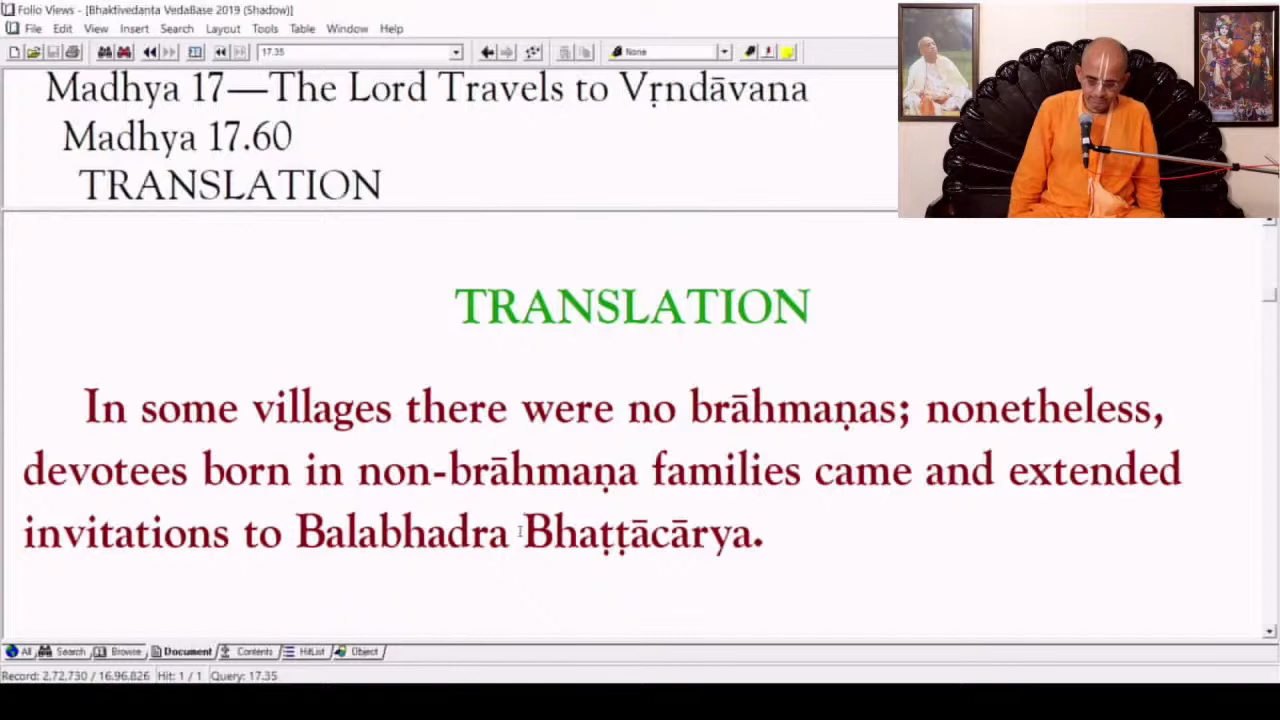 Folio Views - [Bhaktivedanta VedaBase 2019 (Shadow)]
File Edit View Insert Search Layout Tools Table Window Help
17.35 None
Madhya 17—The Lord Travels to Vṛndāvana
Madhya 17.60
TRANSLATION
TRANSLATION
In some villages there were no brāhmaṇas; nonetheless,
devotees born in non-brāhmaṇa families came and extended
invitations to Balabhadra Bhaṭṭācārya.
All Search Browse Document Contents HitList Object
Record: 2,72,730 / 16,96,826 Hit: 1 / 1 Query: 17.35